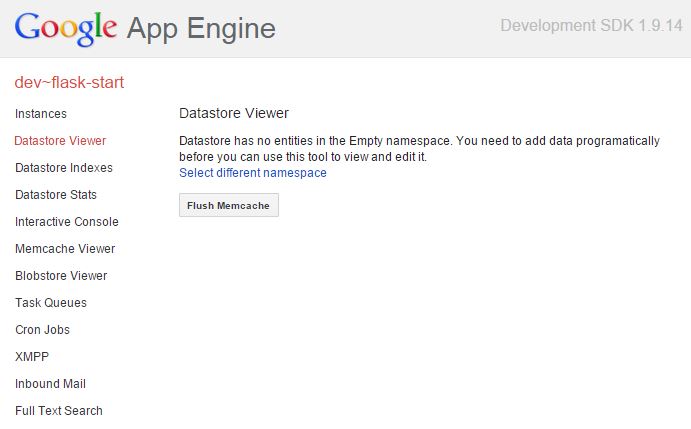 Google App Engine
Development SDK 1.9.14
dev~flask-start
Instances
Datastore Viewer
Datastore Indexes
Datastore Stats
Interactive Console
Memcache Viewer
Blobstore Viewer
Task Queues
Cron Jobs
XMPP
Inbound Mail
Full Text Search
Datastore Viewer
Datastore has no entities in the Empty namespace. You need to add data programatically
before you can use this tool to view and edit it.
Select different namespace
Flush Memcache